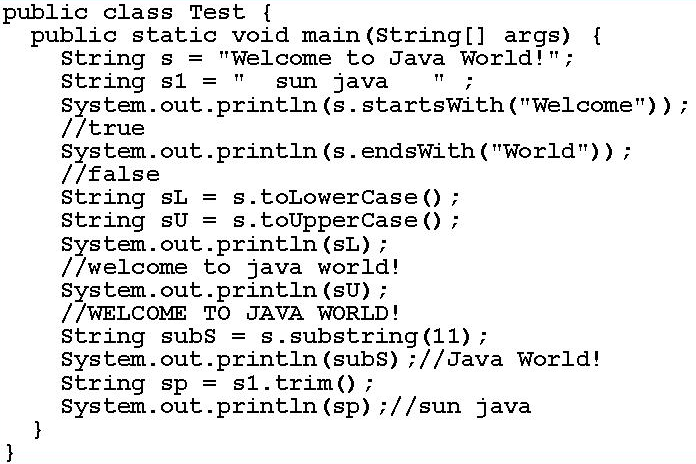 public class Test {
  public static void main(String[] args) {
    String s = "Welcome to Java World!";
    String s1 = "  sun java   " ;
    System.out.println(s.startsWith("Welcome"));
    //true
    System.out.println(s.endsWith("World"));
    //false
    String sL = s.toLowerCase();
    String sU = s.toUpperCase();
    System.out.println(sL);
    //welcome to java world!
    System.out.println(sU);
    //WELCOME TO JAVA WORLD!
    String subS = s.substring(11);
    System.out.println(subS);//Java World!
    String sp = s1.trim();
    System.out.println(sp);//sun java
  }
}